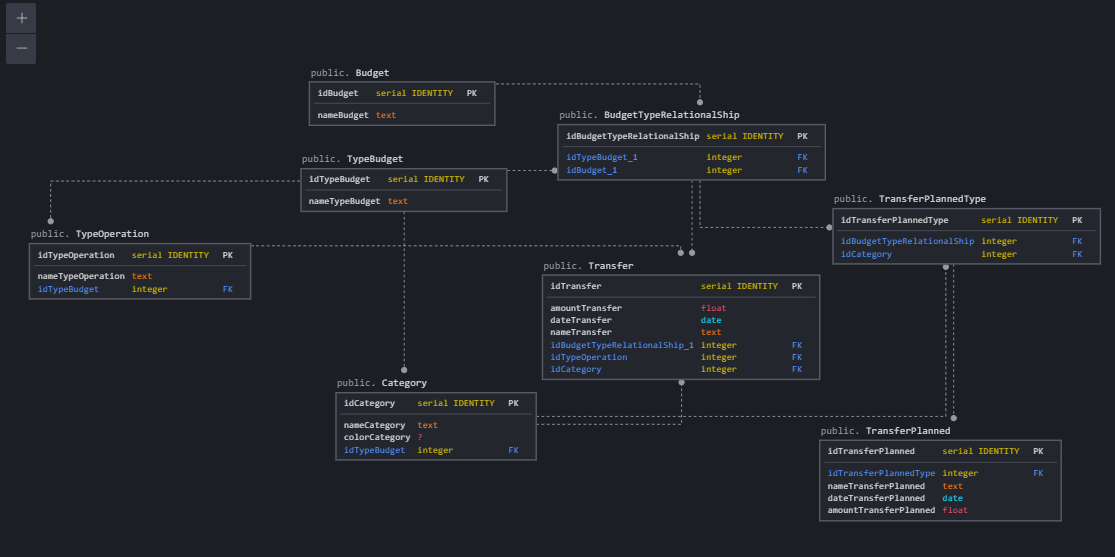 +
−
public. Budget
idBudget serial IDENTITY PK
nameBudget text
public. BudgetTypeRelationalShip
idBudgetTypeRelationalShip serial IDENTITY PK
idTypeBudget_1 integer FK
idBudget_1 integer FK
public. TypeBudget
idTypeBudget serial IDENTITY PK
nameTypeBudget text
public. TransferPlannedType
idTransferPlannedType serial IDENTITY PK
idBudgetTypeRelationalShip integer FK
idCategory integer FK
public. TypeOperation
idTypeOperation serial IDENTITY PK
nameTypeOperation text
idTypeBudget integer FK
public. Transfer
idTransfer serial IDENTITY PK
amountTransfer float
dateTransfer date
nameTransfer text
idBudgetTypeRelationalShip_1 integer FK
idTypeOperation integer FK
idCategory integer FK
public. Category
idCategory serial IDENTITY PK
nameCategory text
colorCategory ?
idTypeBudget integer FK
public. TransferPlanned
idTransferPlanned serial IDENTITY PK
idTransferPlannedType integer FK
nameTransferPlanned text
dateTransferPlanned date
amountTransferPlanned float